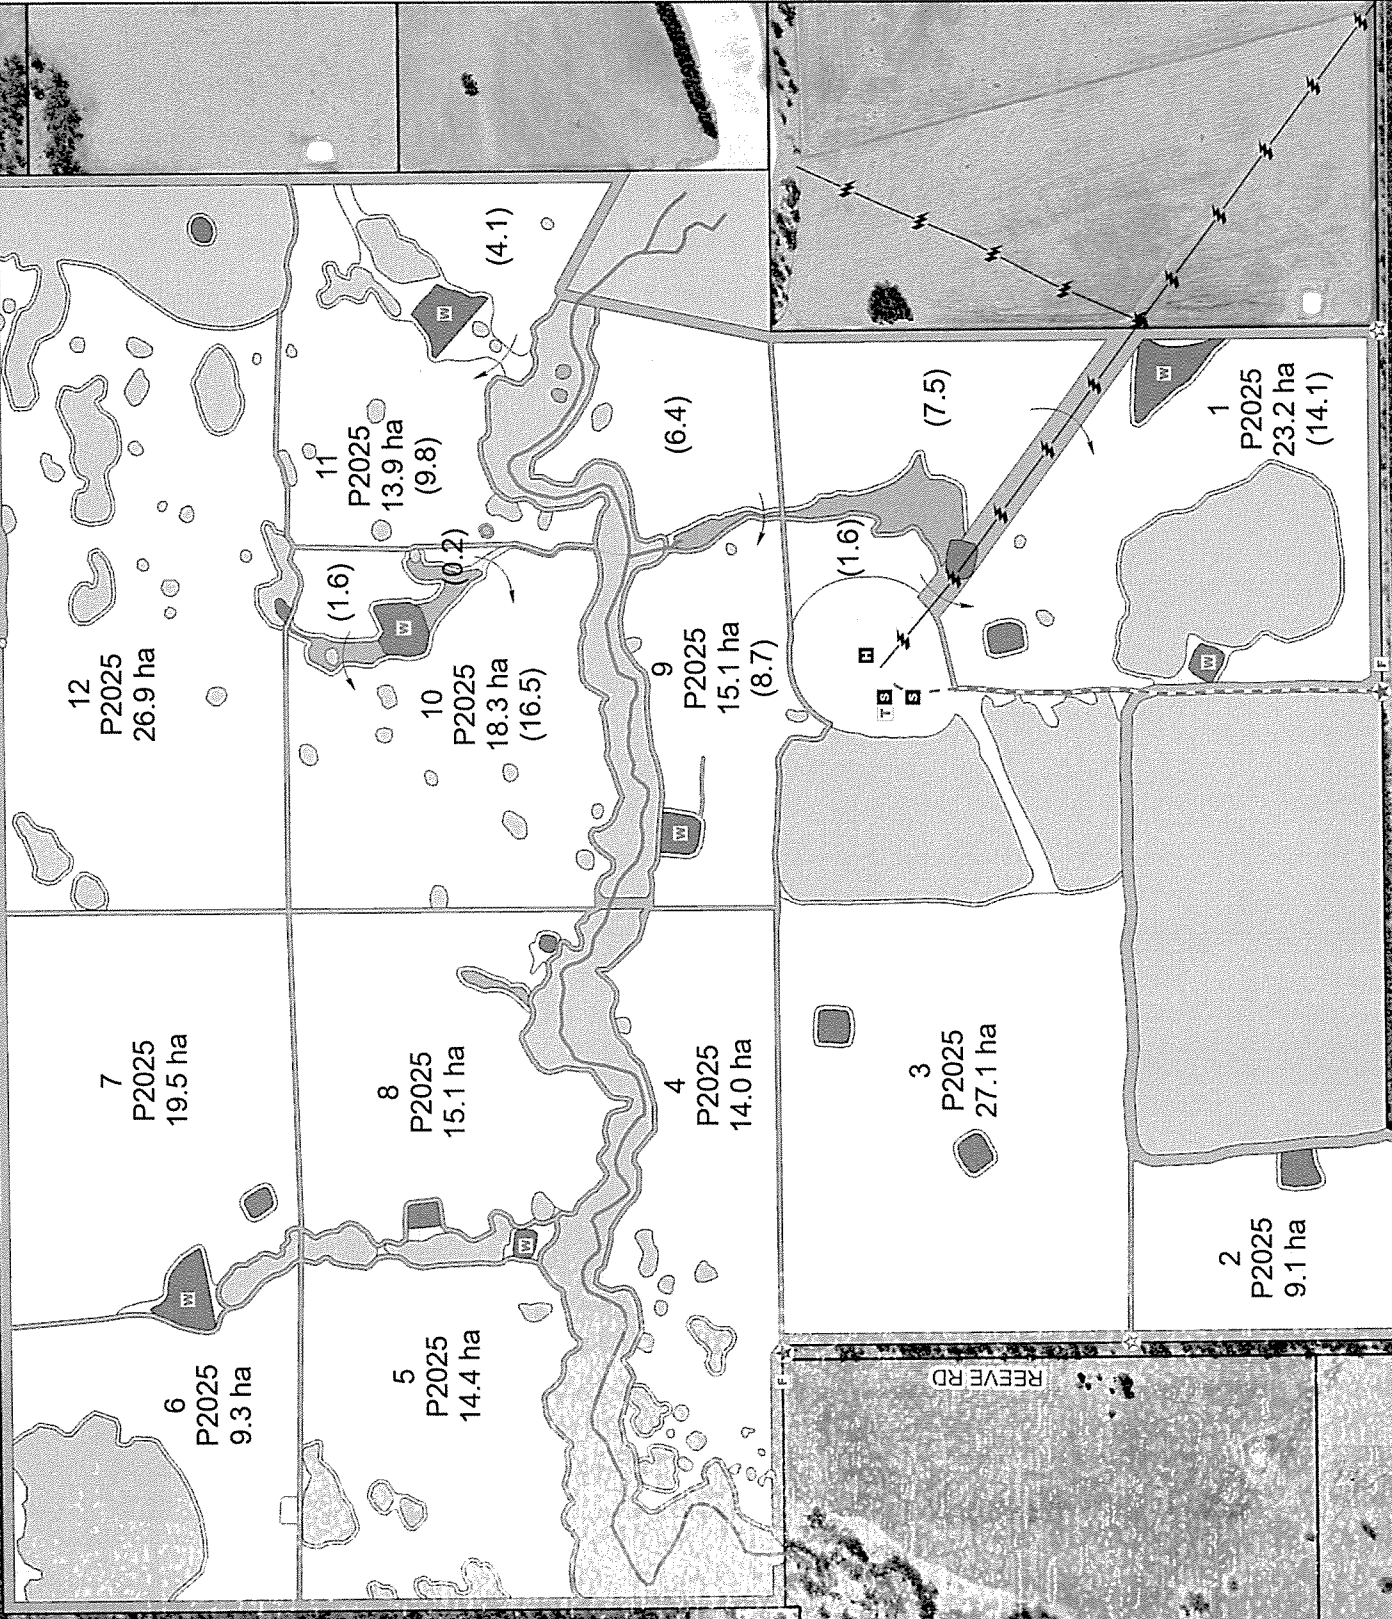 12
P2025
26.9 ha
11
P2025
13.9 ha
(9.8)
(4.1)
W
(0.2)
(1.6)
W
10
P2025
18.3 ha
(16.5)
(6.4)
9
P2025
15.1 ha
(8.7)
W
(7.5)
(1.6)
W
1
P2025
23.2 ha
(14.1)
W
H
T
S
S
F
7
P2025
19.5 ha
8
P2025
15.1 ha
4
P2025
14.0 ha
3
P2025
27.1 ha
W
W
6
P2025
9.3 ha
5
P2025
14.4 ha
2
P2025
9.1 ha
F
REEVE RD